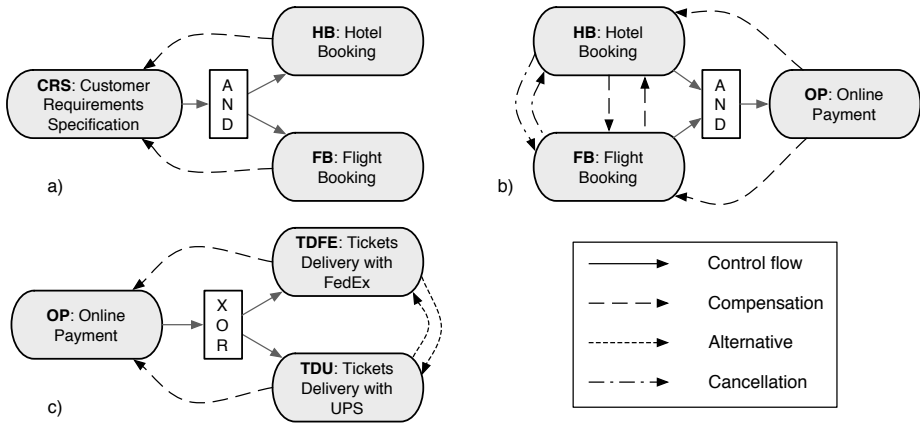 HB: Hotel
Booking
CRS: Customer
Requirements
Specification
A
N
D
FB: Flight
Booking
a)
HB: Hotel
Booking
A
N
D
OP: Online
Payment
FB: Flight
Booking
b)
TDFE: Tickets
Delivery with
FedEx
OP: Online
Payment
X
O
R
TDU: Tickets
Delivery with
UPS
c)
Control flow
Compensation
Alternative
Cancellation